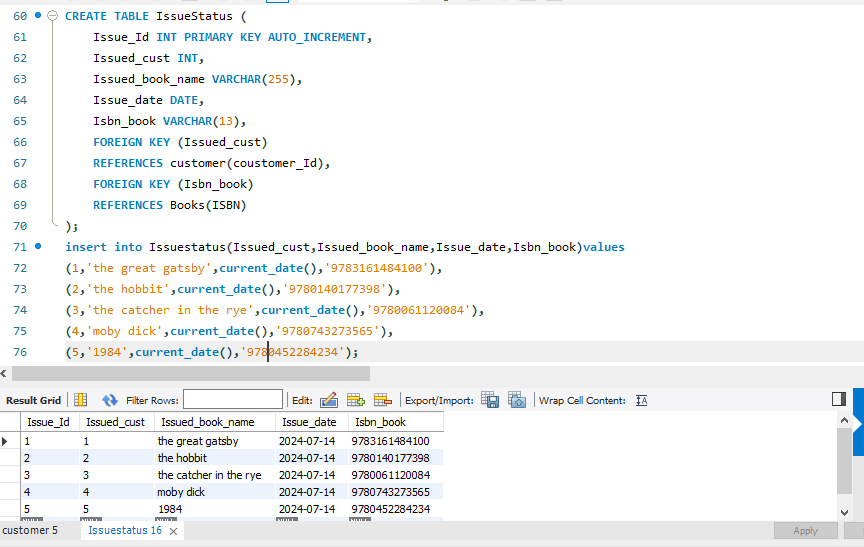 60 CREATE TABLE IssueStatus (
61 Issue_Id INT PRIMARY KEY AUTO_INCREMENT,
62 Issued_cust INT,
63 Issued_book_name VARCHAR(255),
64 Issue_date DATE,
65 Isbn_book VARCHAR(13),
66 FOREIGN KEY (Issued_cust)
67 REFERENCES customer(coustomer_Id),
68 FOREIGN KEY (Isbn_book)
69 REFERENCES Books(ISBN)
70 );
71 insert into Issuestatus(Issued_cust,Issued_book_name,Issue_date,Isbn_book)values
72 (1,'the great gatsby',current_date(),'9783161484100'),
73 (2,'the hobbit',current_date(),'9780140177398'),
74 (3,'the catcher in the rye',current_date(),'9780061120084'),
75 (4,'moby dick',current_date(),'9780743273565'),
76 (5,'1984',current_date(),'9780452284234');
Result Grid Filter Rows: Edit: Export/Import: Wrap Cell Content: IA
Issue_Id Issued_cust Issued_book_name Issue_date Isbn_book
1 1 the great gatsby 2024-07-14 9783161484100
2 2 the hobbit 2024-07-14 9780140177398
3 3 the catcher in the rye 2024-07-14 9780061120084
4 4 moby dick 2024-07-14 9780743273565
5 5 1984 2024-07-14 9780452284234
NULL NULL NULL NULL NULL
customer 5 Issuestatus 16 Apply